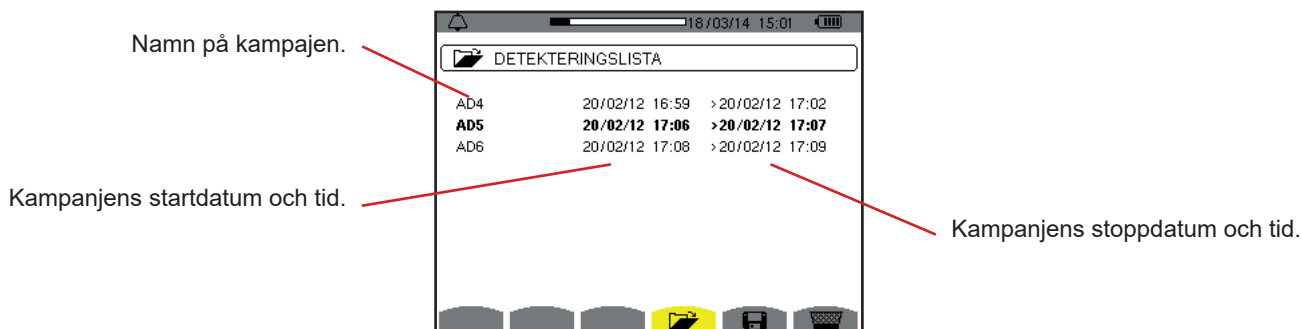 18/03/14 15:01
Namn på kampajen.
DETEKTERINGSLISTA
AD4 20/02/12 16:59 >20/02/12 17:02
AD5 20/02/12 17:06 >20/02/12 17:07
AD6 20/02/12 17:08 >20/02/12 17:09
Kampanjens startdatum och tid.
Kampanjens stoppdatum och tid.